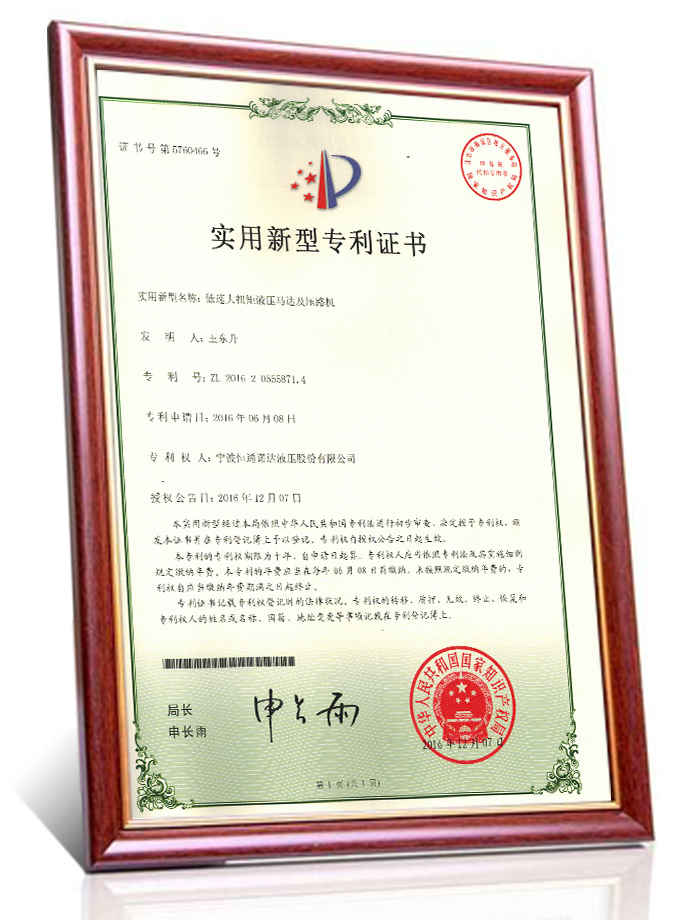 证书号第5760466号
实用新型专利证书
实用新型名称：低速大扭矩液压马达及压路机
发 明 人：王东升
专 利 号：ZL 2016 2 0555871.4
专利申请日：2016年06月08日
专 利 权 人：宁波恒通诺达液压股份有限公司
授权公告日：2016年12月07日
本实用新型经过本局依照中华人民共和国专利法进行初步审查，决定授予专利权，颁
发本证书并在专利登记簿上予以登记。专利权自授权公告之日起生效。
本专利的专利权期限为十年，自申请日起算。专利权人应当依照专利法及其实施细则
规定缴纳年费。本专利的年费应当在每年06月08日前缴纳。未按照规定缴纳年费的，专
利权自应当缴纳年费期满之日起终止。
专利证书记载专利权登记时的法律状况。专利权的转移、质押、无效、终止、恢复和
专利权人的姓名或名称、国籍、地址变更等事项记载在专利登记簿上。
局长
申长雨
申长雨
中华人民共和国国家知识产权局
2016年12月07日
第1页(共1页)